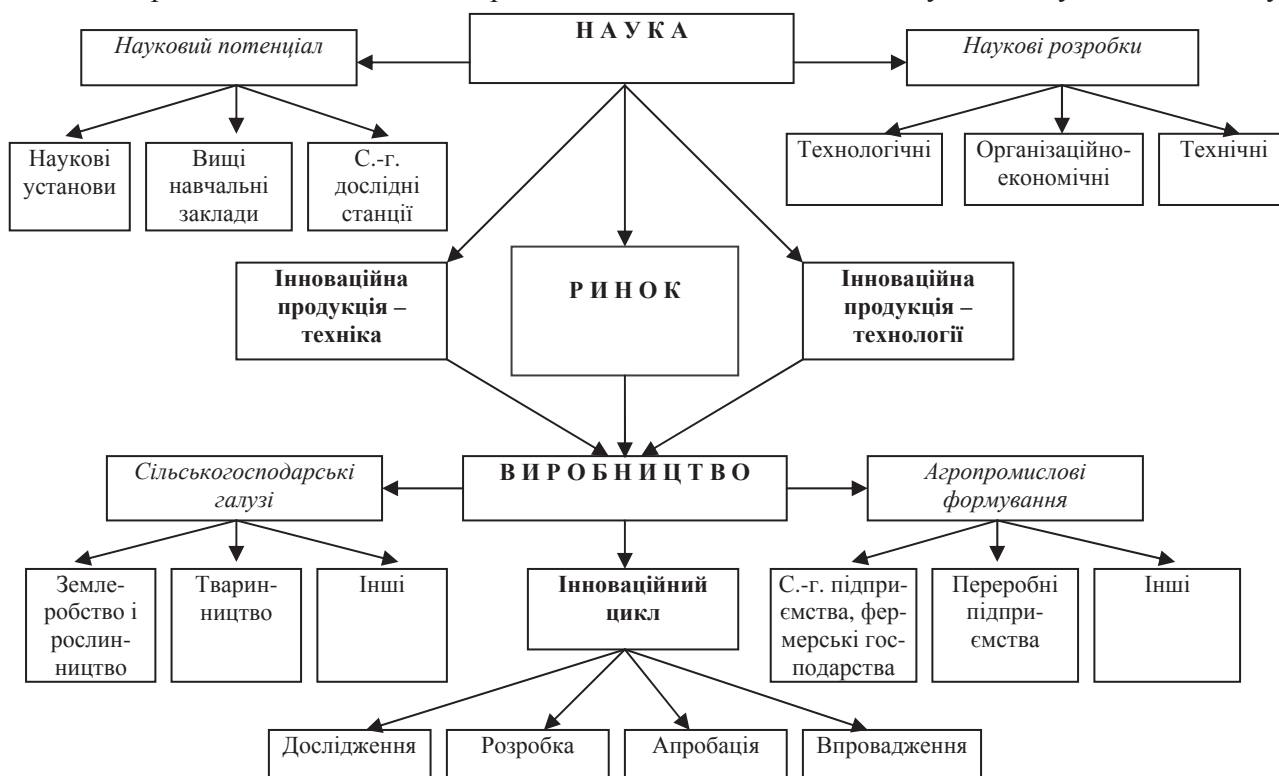 Н А У К А
Науковий потенціал
Наукові розробки
Наукові
установи
Вищі
навчальні
заклади
С.-г.
дослідні
станції
Технологічні
Організаційно-
економічні
Технічні
Інноваційна
продукція –
техніка
Р И Н О К
Інноваційна
продукція –
технології
Сільськогосподарські
галузі
В И Р О Б Н И Ц Т В О
Агропромислові
формування
Земле-
робство і
рослин-
ництво
Тварин-
ництво
Інші
Інноваційний
цикл
С.-г. підпри-
ємства, фер-
мерські гос-
подарства
Переробні
підпри-
ємства
Інші
Дослідження
Розробка
Апробація
Впровадження